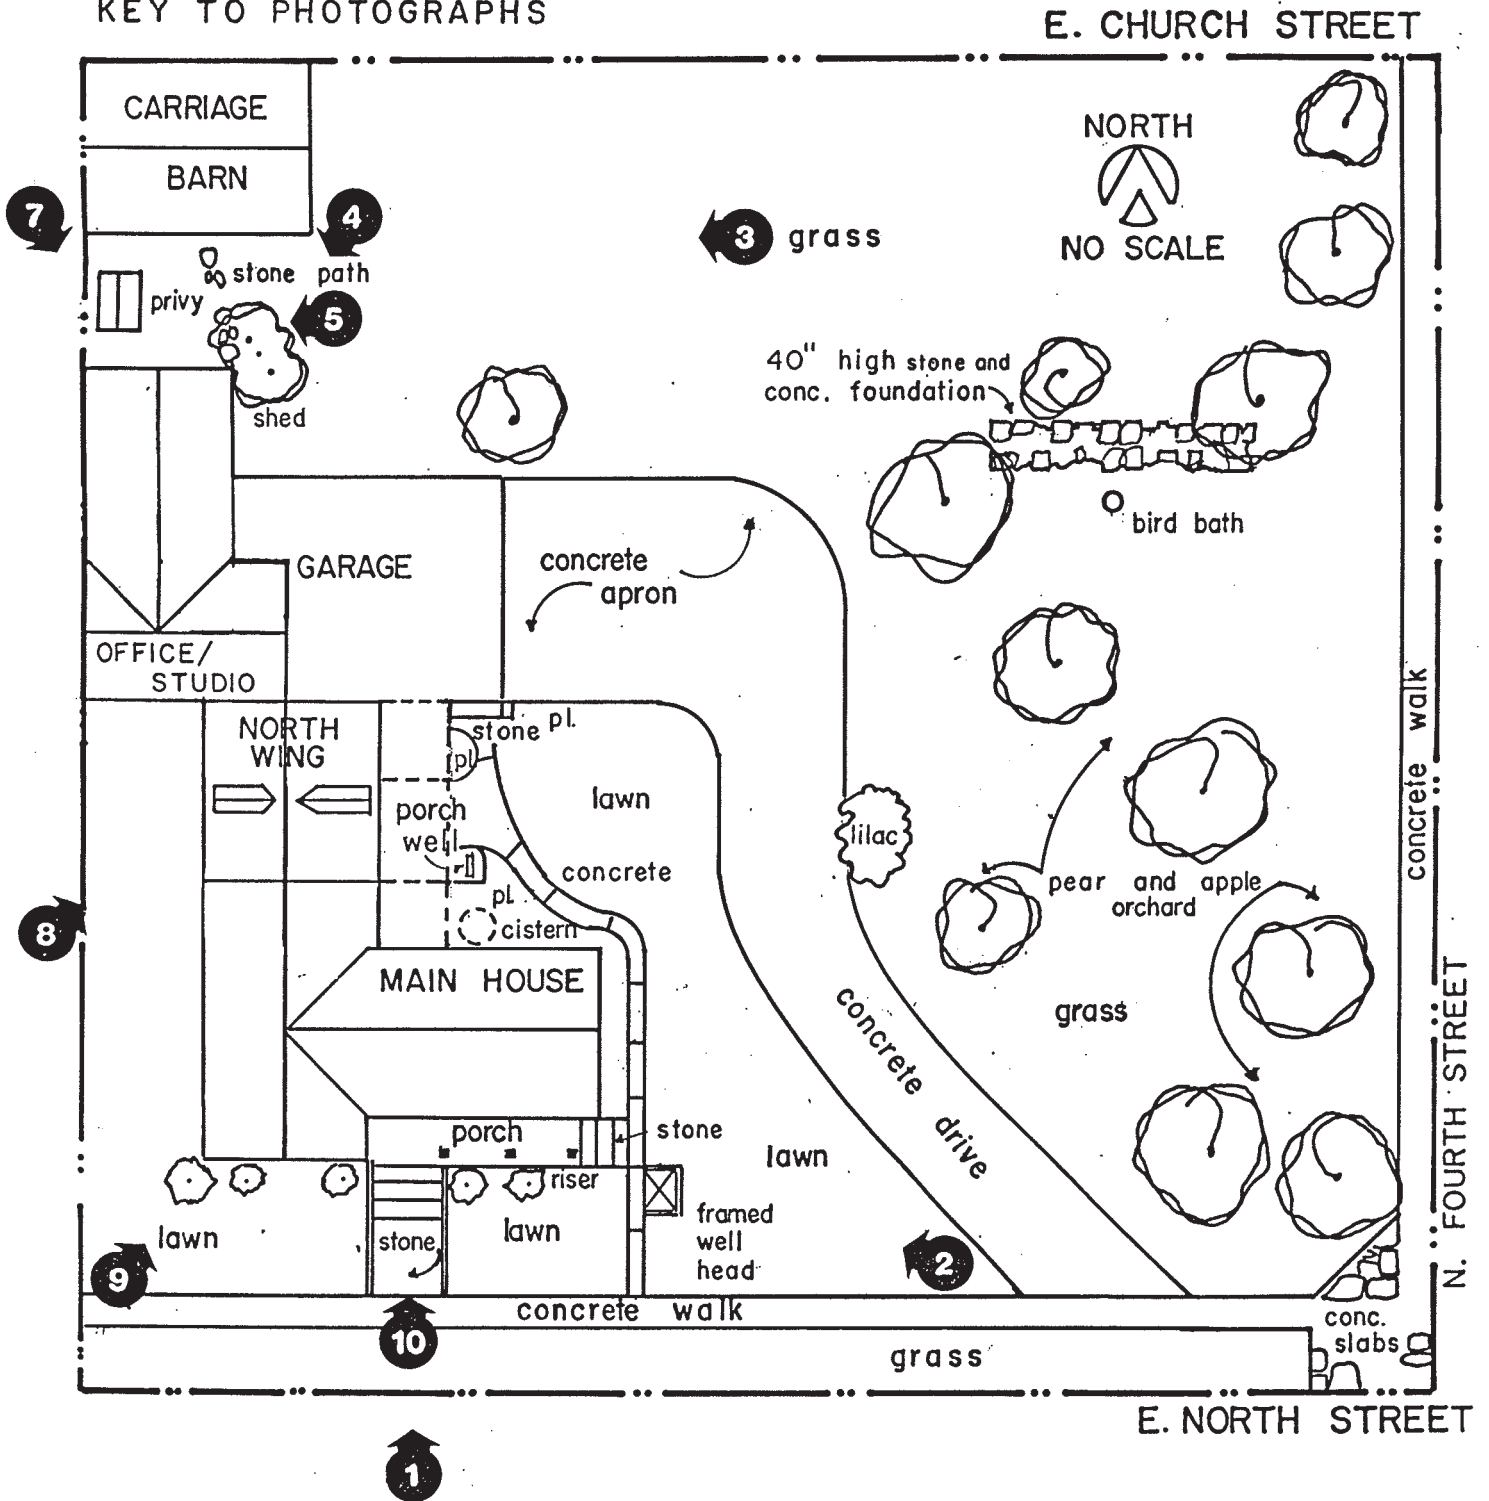 KEY TO PHOTOGRAPHS
E. CHURCH STREET
CARRIAGE
BARN
NORTH
NO SCALE
7
4
3 grass
stone path
privy
5
shed
40" high stone and
conc. foundation
bird bath
GARAGE
concrete
apron
OFFICE/
STUDIO
NORTH
WING
stone pl.
pl.
porch
well
lawn
lilac
concrete
pl.
cistern
pear and apple
orchard
concrete walk
8
MAIN HOUSE
concrete drive
grass
N. FOURTH STREET
porch
stone
lawn
riser
lawn
stone
lawn
framed
well
head
9
2
concrete walk
10
conc.
slabs
grass
E. NORTH STREET
1